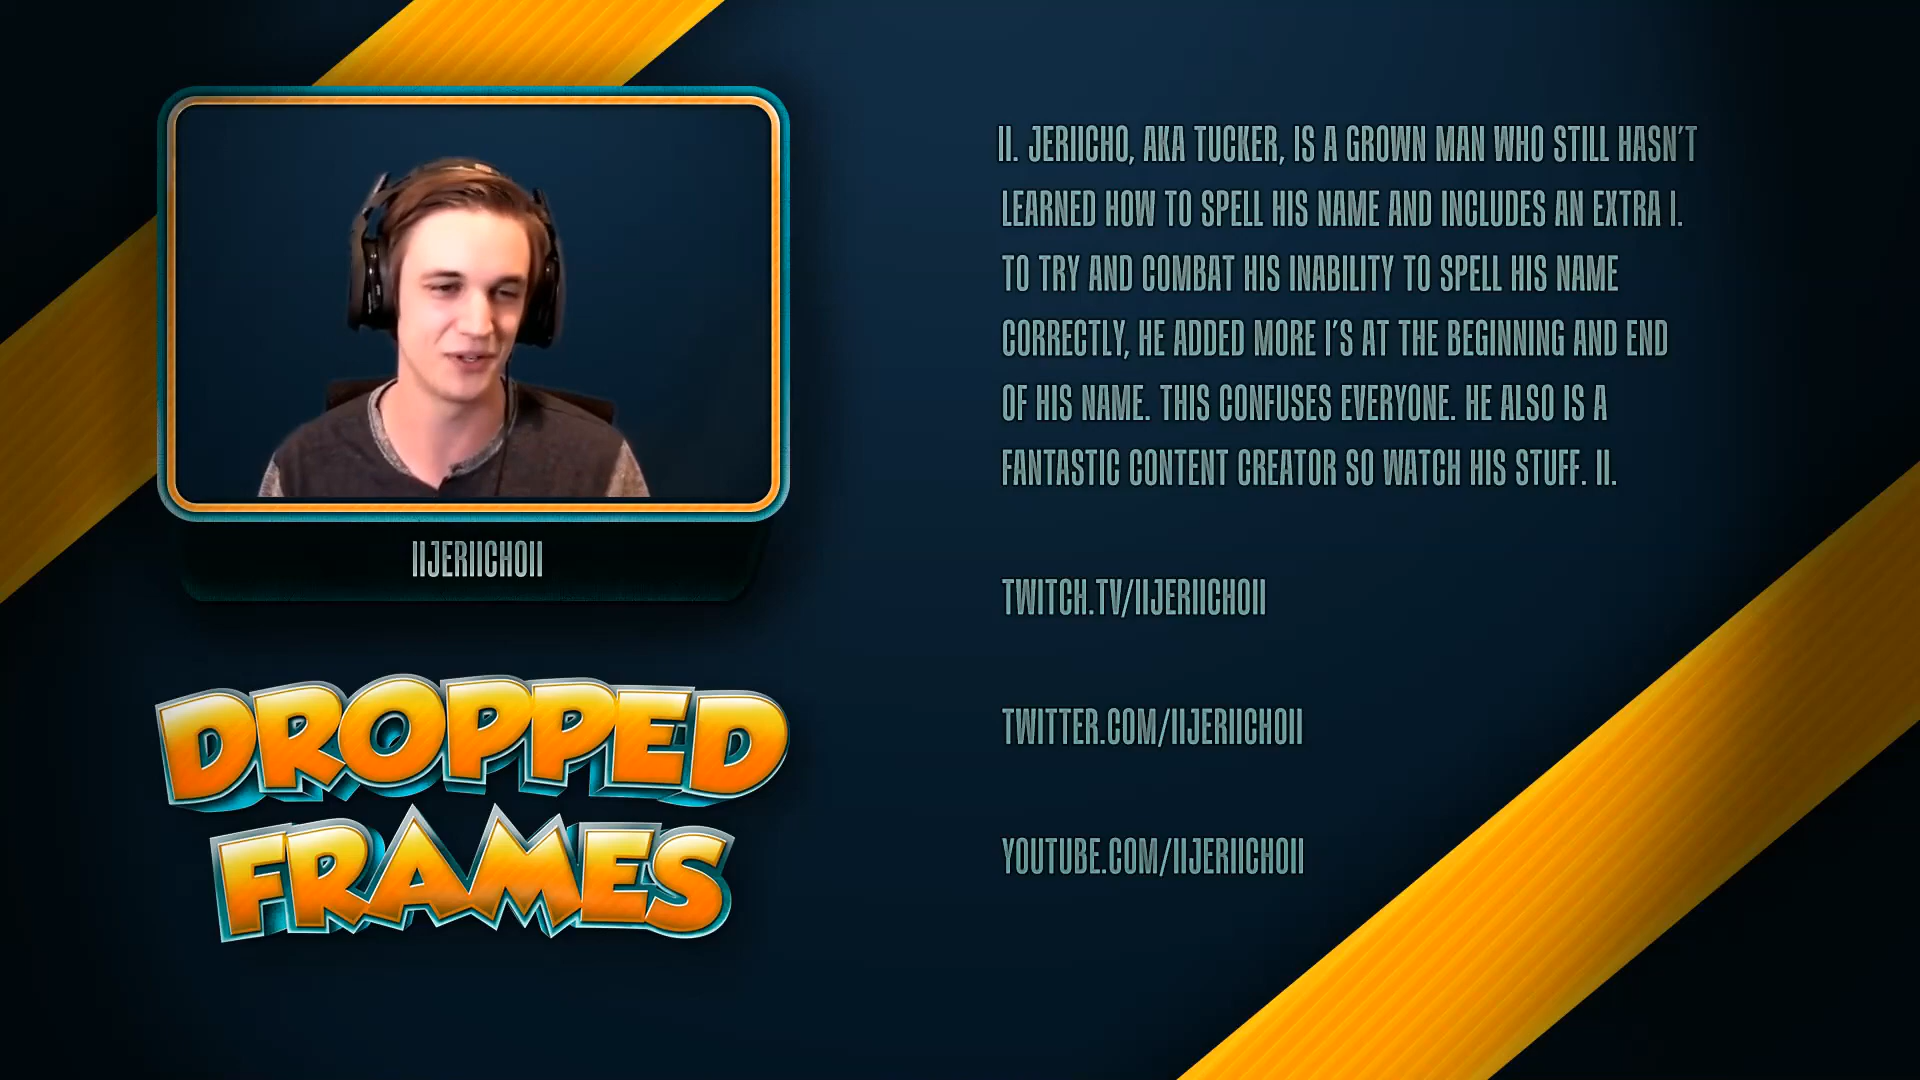 II. JERIICHO, AKA TUCKER, IS A GROWN MAN WHO STILL HASN'T
LEARNED HOW TO SPELL HIS NAME AND INCLUDES AN EXTRA I.
TO TRY AND COMBAT HIS INABILITY TO SPELL HIS NAME
CORRECTLY, HE ADDED MORE I'S AT THE BEGINNING AND END
OF HIS NAME. THIS CONFUSES EVERYONE. HE ALSO IS A
FANTASTIC CONTENT CREATOR SO WATCH HIS STUFF. II.
IIJERIICHOII
TWITCH.TV/IIJERIICHOII
TWITTER.COM/IIJERIICHOII
YOUTUBE.COM/IIJERIICHOII
DROPPED
FRAMES